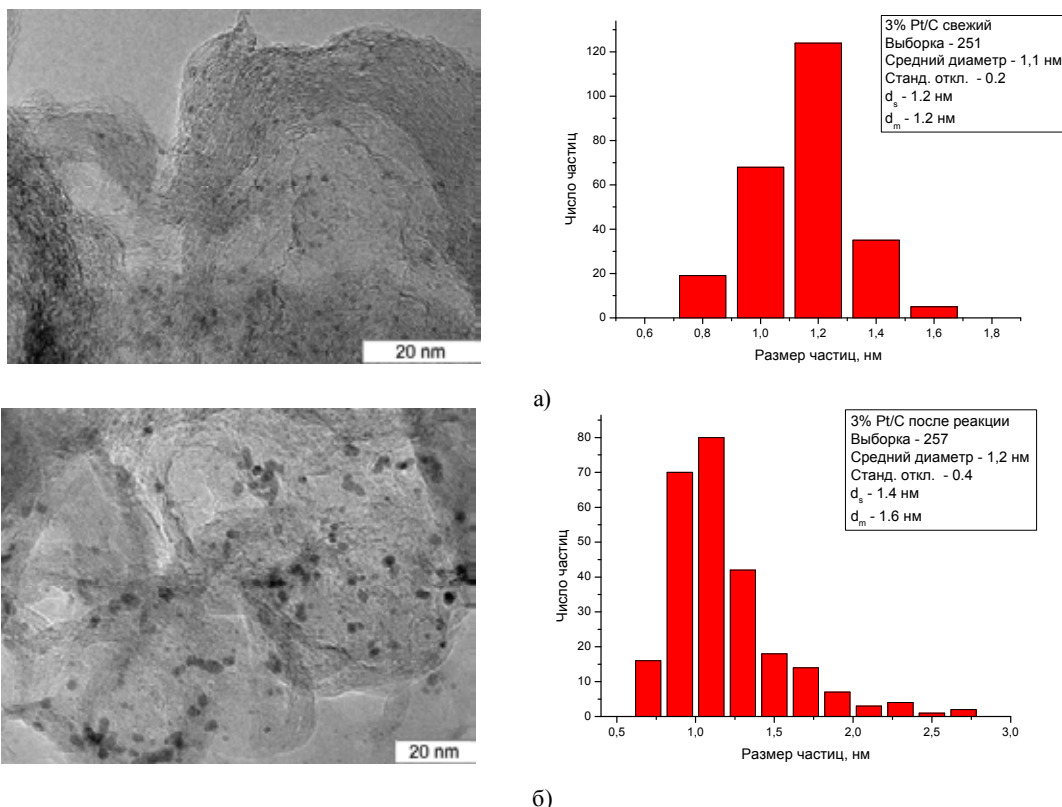 20 nm
3% Pt/C свежий
Выборка - 251
Средний диаметр - 1,1 нм
Станд. откл. - 0.2
d_s - 1.2 нм
d_m - 1.2 нм
Число частиц
120
100
80
60
40
20
0
0,6 0,8 1,0 1,2 1,4 1,6 1,8
Размер частиц, нм
а)
20 nm
3% Pt/C после реакции
Выборка - 257
Средний диаметр - 1,2 нм
Станд. откл. - 0.4
d_s - 1.4 нм
d_m - 1.6 нм
Число частиц
80
70
60
50
40
30
20
10
0
0,5 1,0 1,5 2,0 2,5 3,0
Размер частиц, нм
б)